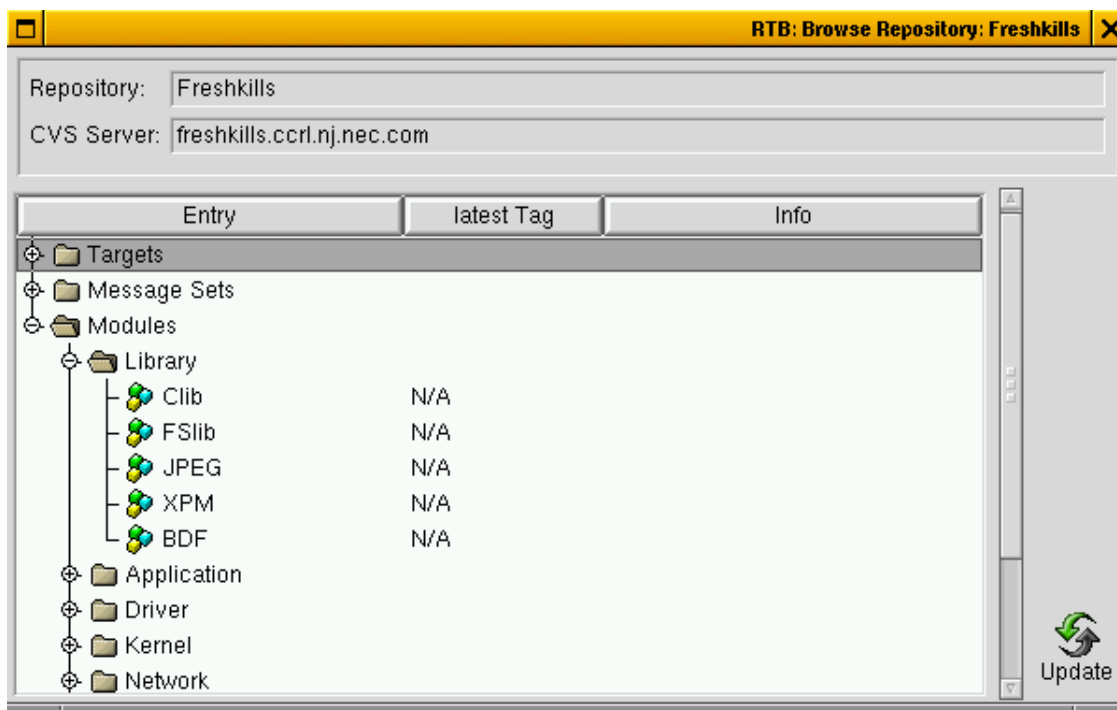 RTB: Browse Repository: Freshkills
Repository: Freshkills
CVS Server: freshkills.ccrl.nj.nec.com
Entry latest Tag Info
Targets
Message Sets
Modules
Library
Clib N/A
FSlib N/A
JPEG N/A
XPM N/A
BDF N/A
Application
Driver
Kernel
Network
Update